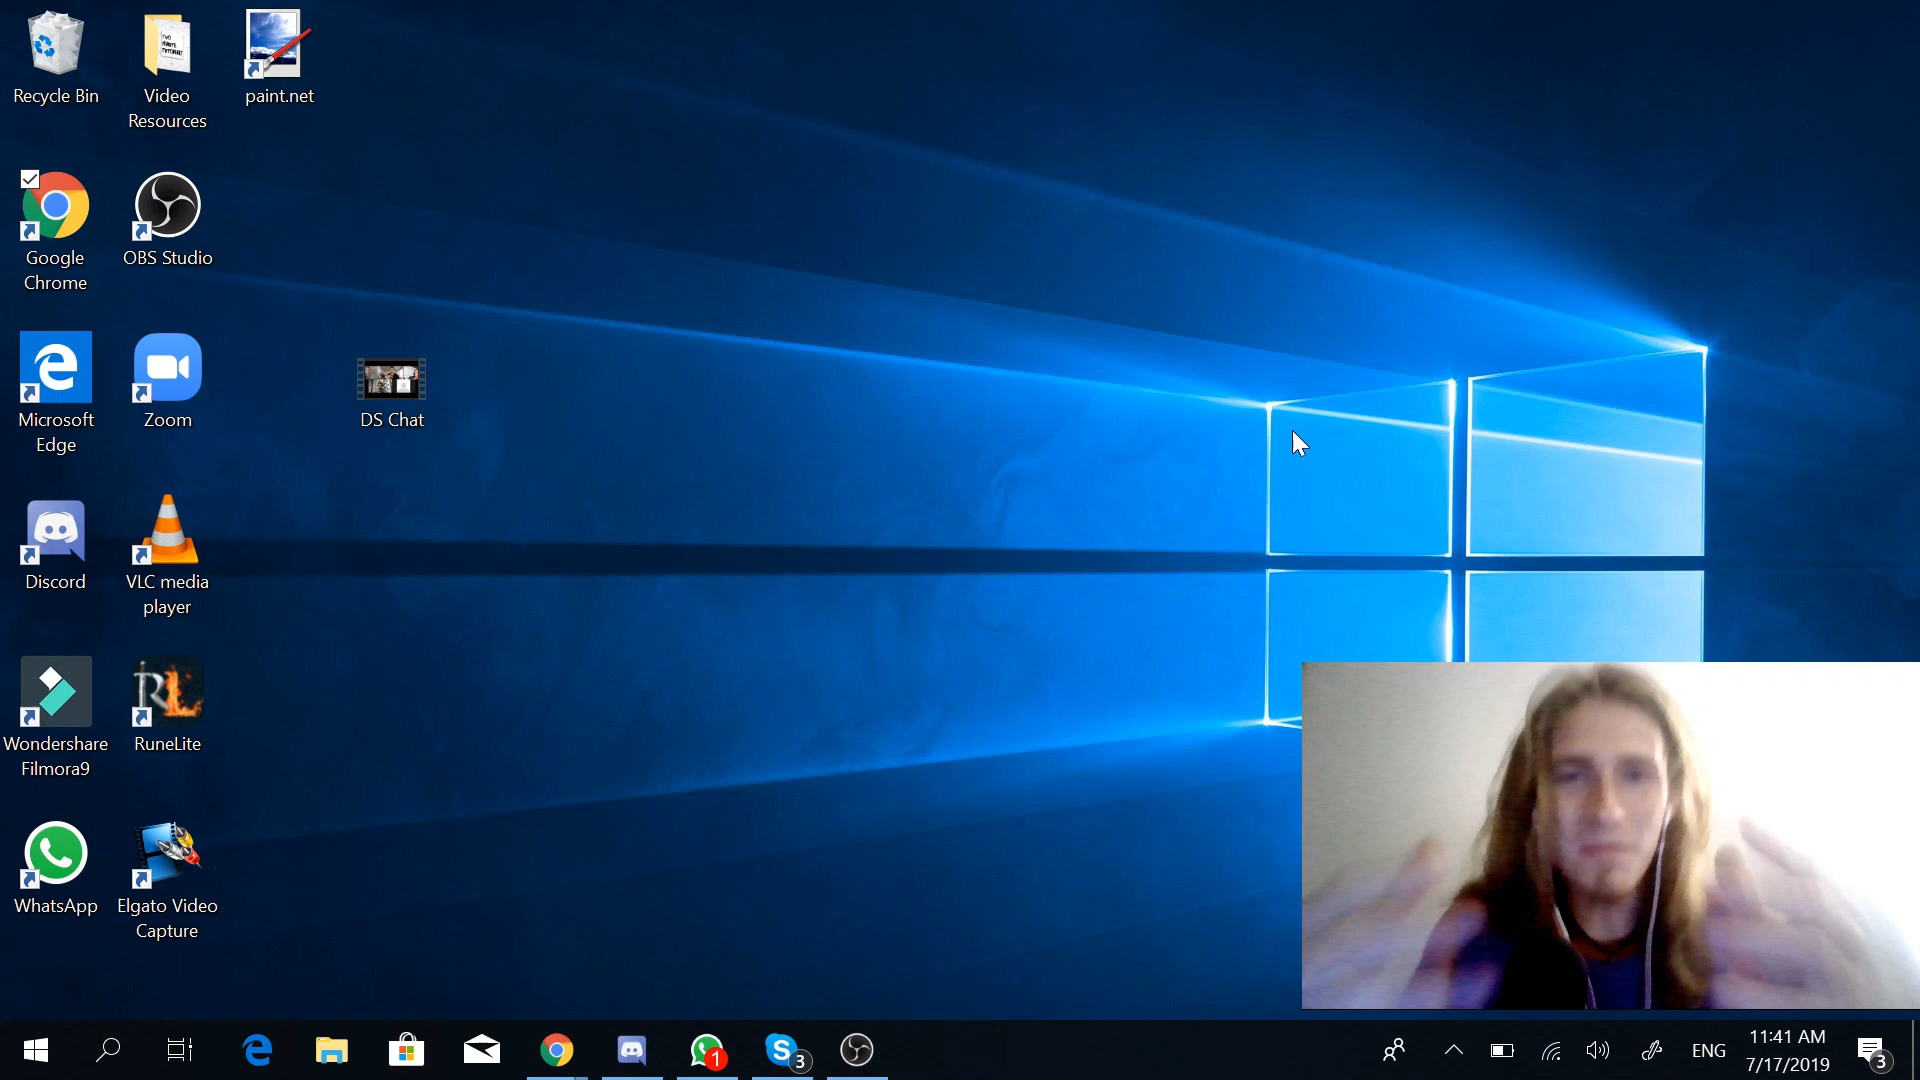 Recycle Bin
Video
Resources
paint.net
Google
Chrome
OBS Studio
Microsoft
Edge
Zoom
DS Chat
Discord
VLC media
player
Wondershare
Filmora9
RuneLite
WhatsApp
Elgato Video
Capture
1
3
ENG
11:41 AM
7/17/2019
3